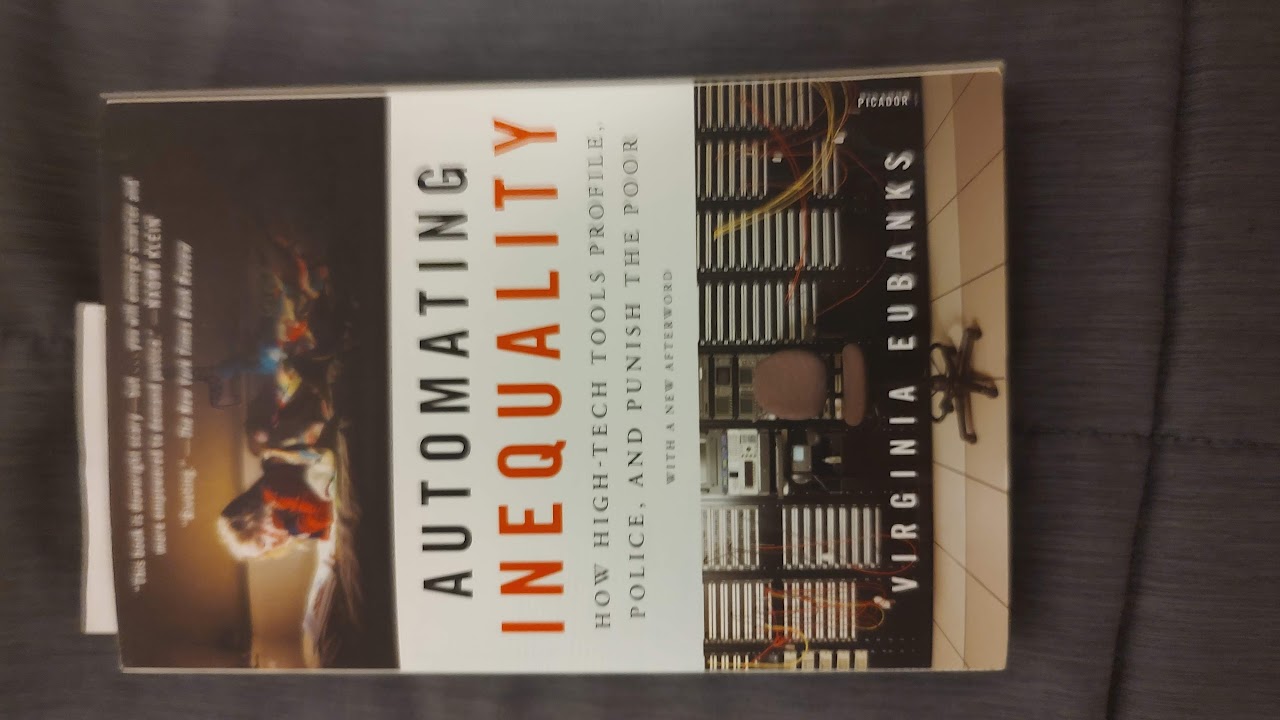 "This book is downright scary—but . . . you will emerge smarter and
more empowered to demand justice." —NAOMI KLEIN
"Riveting." —The New York Times Book Review
AUTOMATING
INEQUALITY
HOW HIGH-TECH TOOLS PROFILE,
POLICE, AND PUNISH THE POOR
WITH A NEW AFTERWORD
VIRGINIA EUBANKS
PICADOR